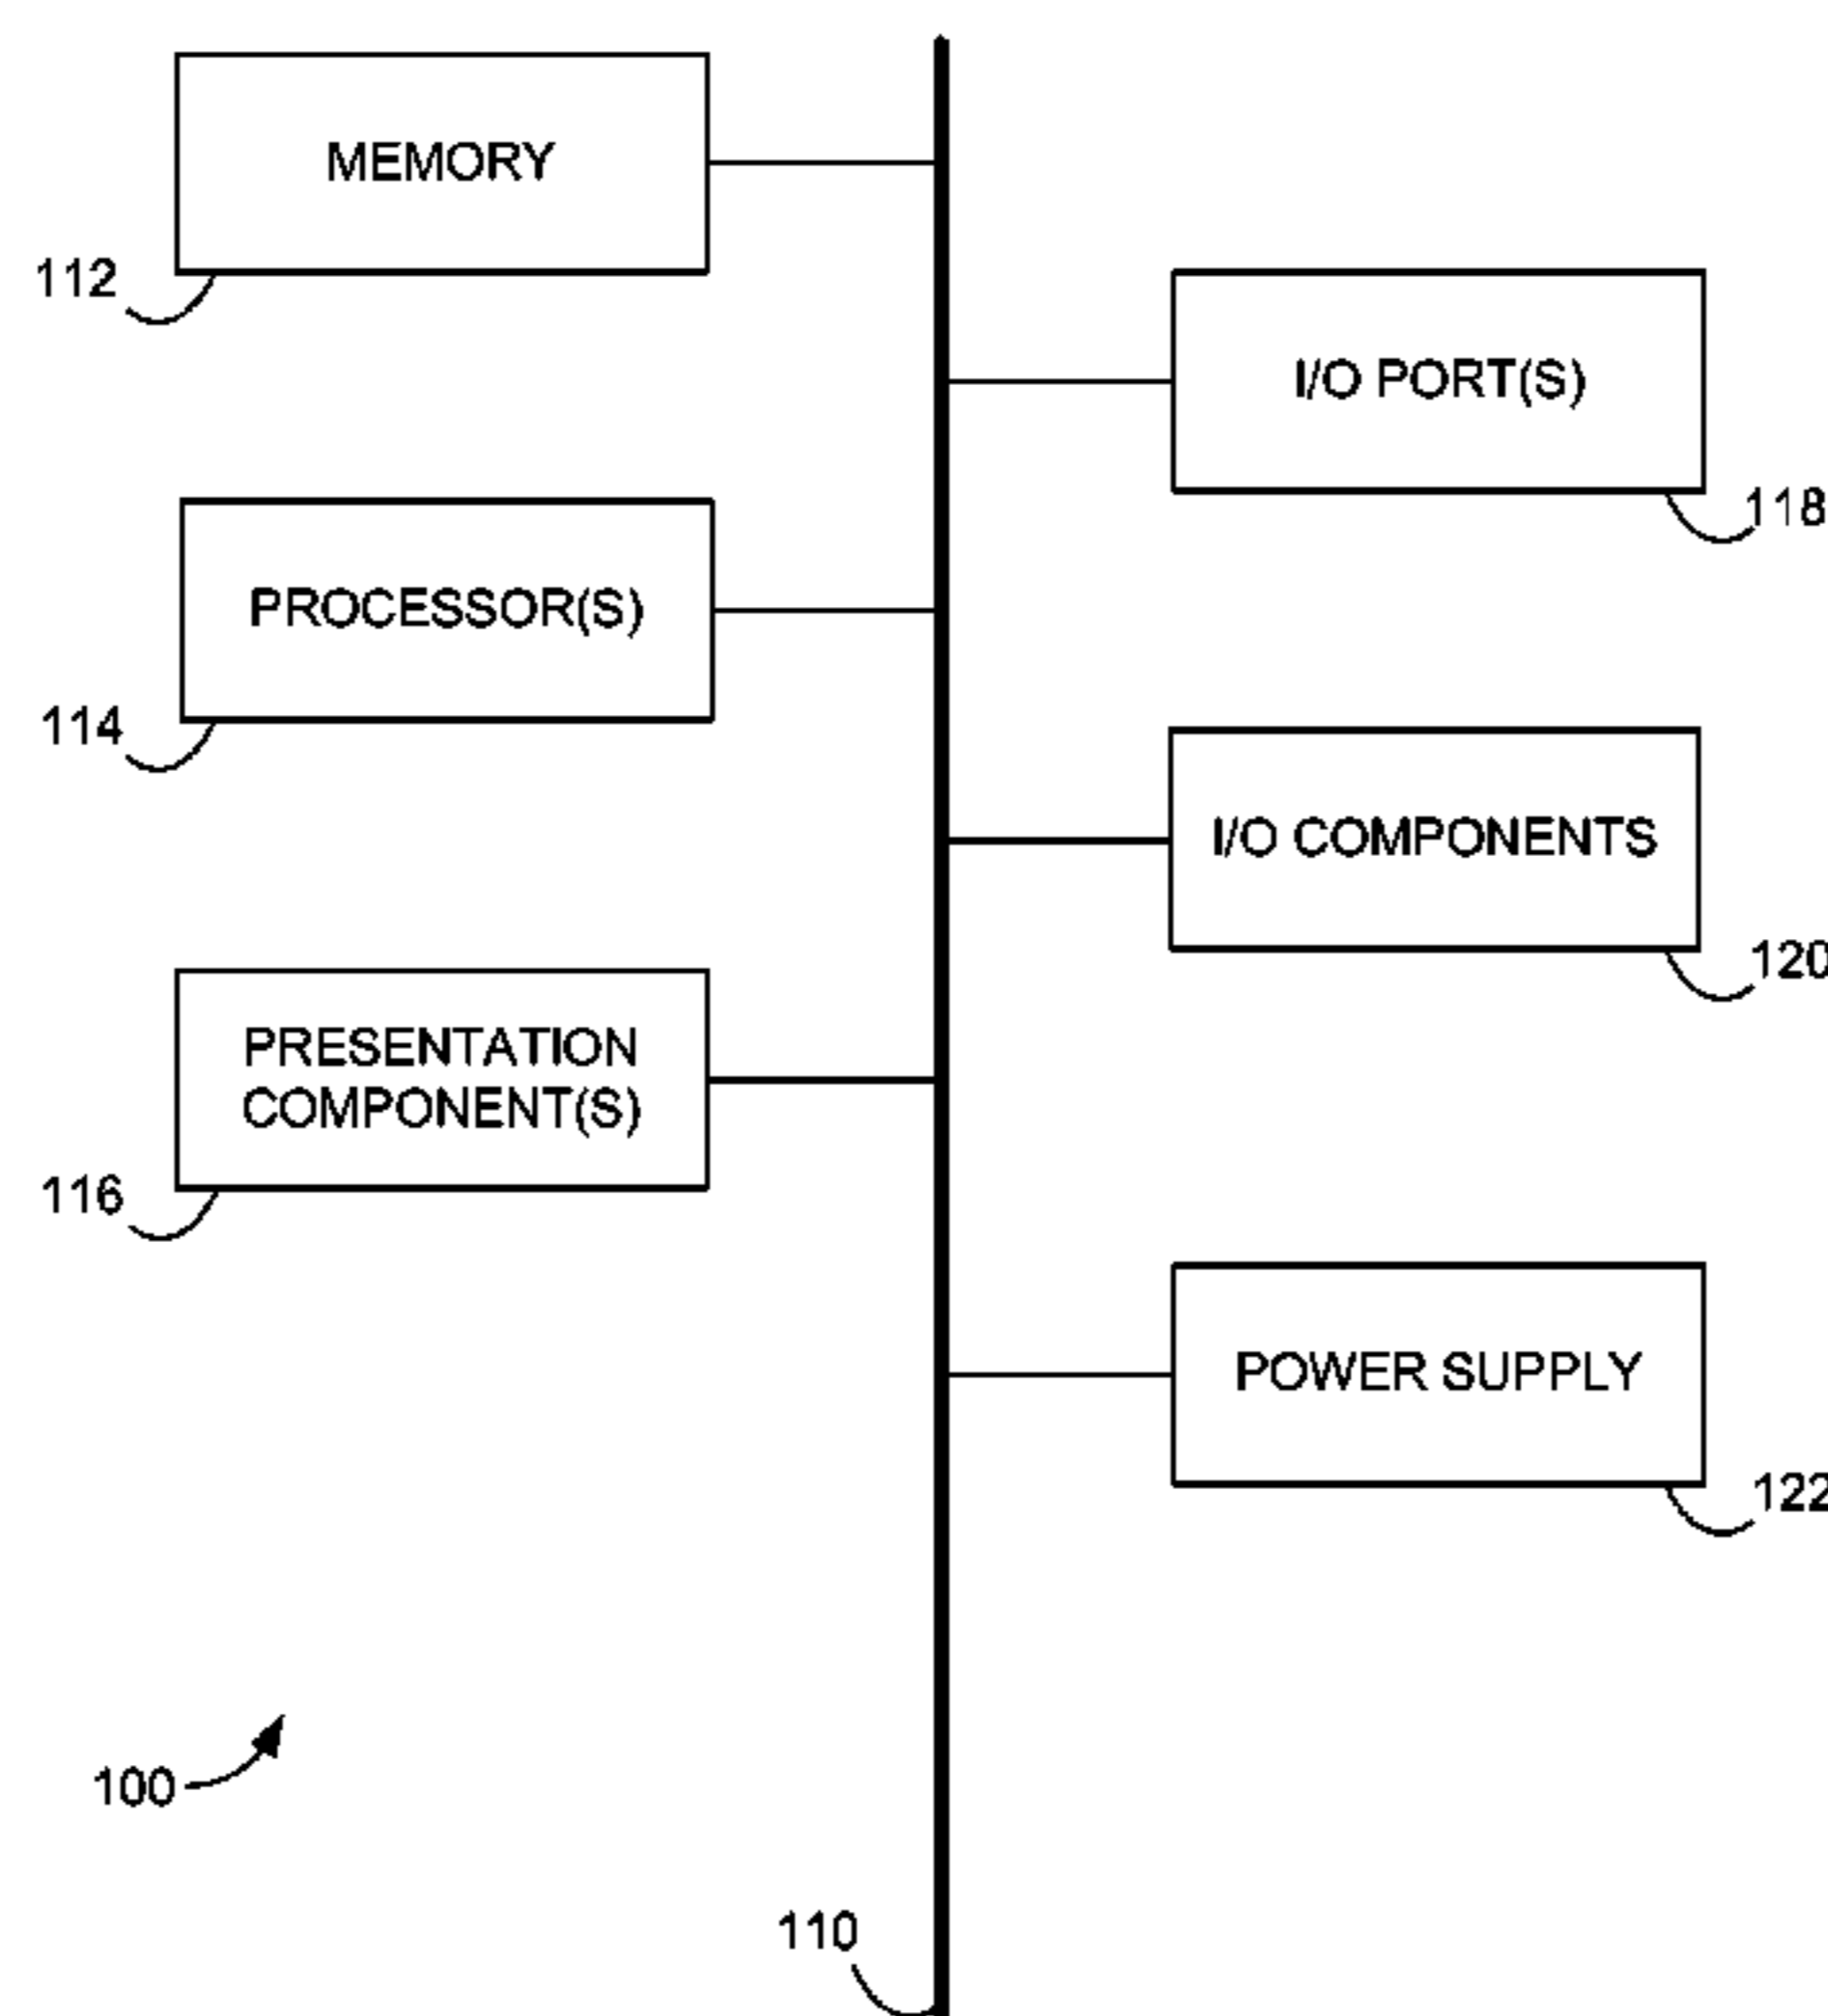 MEMORY
112
I/O PORT(S)
118
PROCESSOR(S)
114
I/O COMPONENTS
120
PRESENTATION
COMPONENT(S)
116
POWER SUPPLY
122
100
110